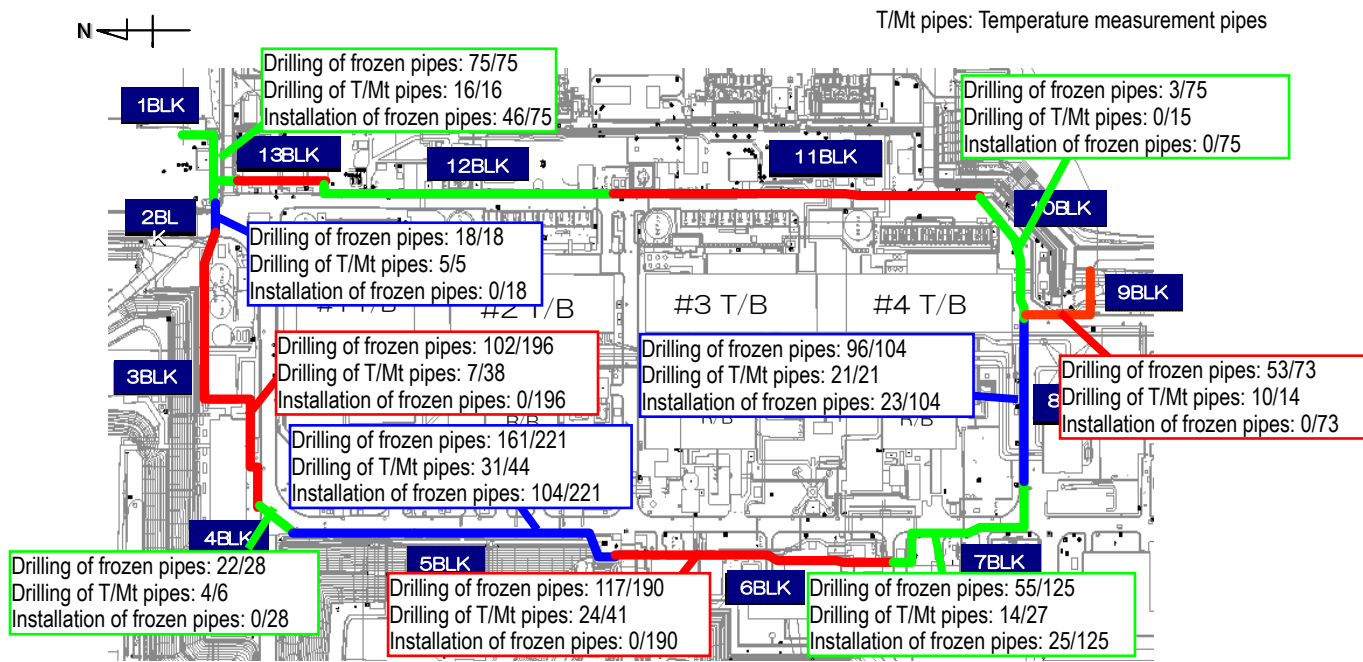 T/Mt pipes: Temperature measurement pipes
N
Drilling of frozen pipes: 75/75
Drilling of T/Mt pipes: 16/16
Installation of frozen pipes: 46/75
Drilling of frozen pipes: 3/75
Drilling of T/Mt pipes: 0/15
Installation of frozen pipes: 0/75
1BLK
13BLK
12BLK
11BLK
10BLK
2BL
K
Drilling of frozen pipes: 18/18
Drilling of T/Mt pipes: 5/5
Installation of frozen pipes: 0/18
9BLK
#1 T/B
#2 T/B
#3 T/B
#4 T/B
Drilling of frozen pipes: 102/196
Drilling of T/Mt pipes: 7/38
Installation of frozen pipes: 0/196
Drilling of frozen pipes: 96/104
Drilling of T/Mt pipes: 21/21
Installation of frozen pipes: 23/104
Drilling of frozen pipes: 53/73
Drilling of T/Mt pipes: 10/14
Installation of frozen pipes: 0/73
3BLK
8
R/B
R/B
R/B
Drilling of frozen pipes: 161/221
Drilling of T/Mt pipes: 31/44
Installation of frozen pipes: 104/221
4BLK
5BLK
6BLK
7BLK
Drilling of frozen pipes: 22/28
Drilling of T/Mt pipes: 4/6
Installation of frozen pipes: 0/28
Drilling of frozen pipes: 117/190
Drilling of T/Mt pipes: 24/41
Installation of frozen pipes: 0/190
Drilling of frozen pipes: 55/125
Drilling of T/Mt pipes: 14/27
Installation of frozen pipes: 25/125